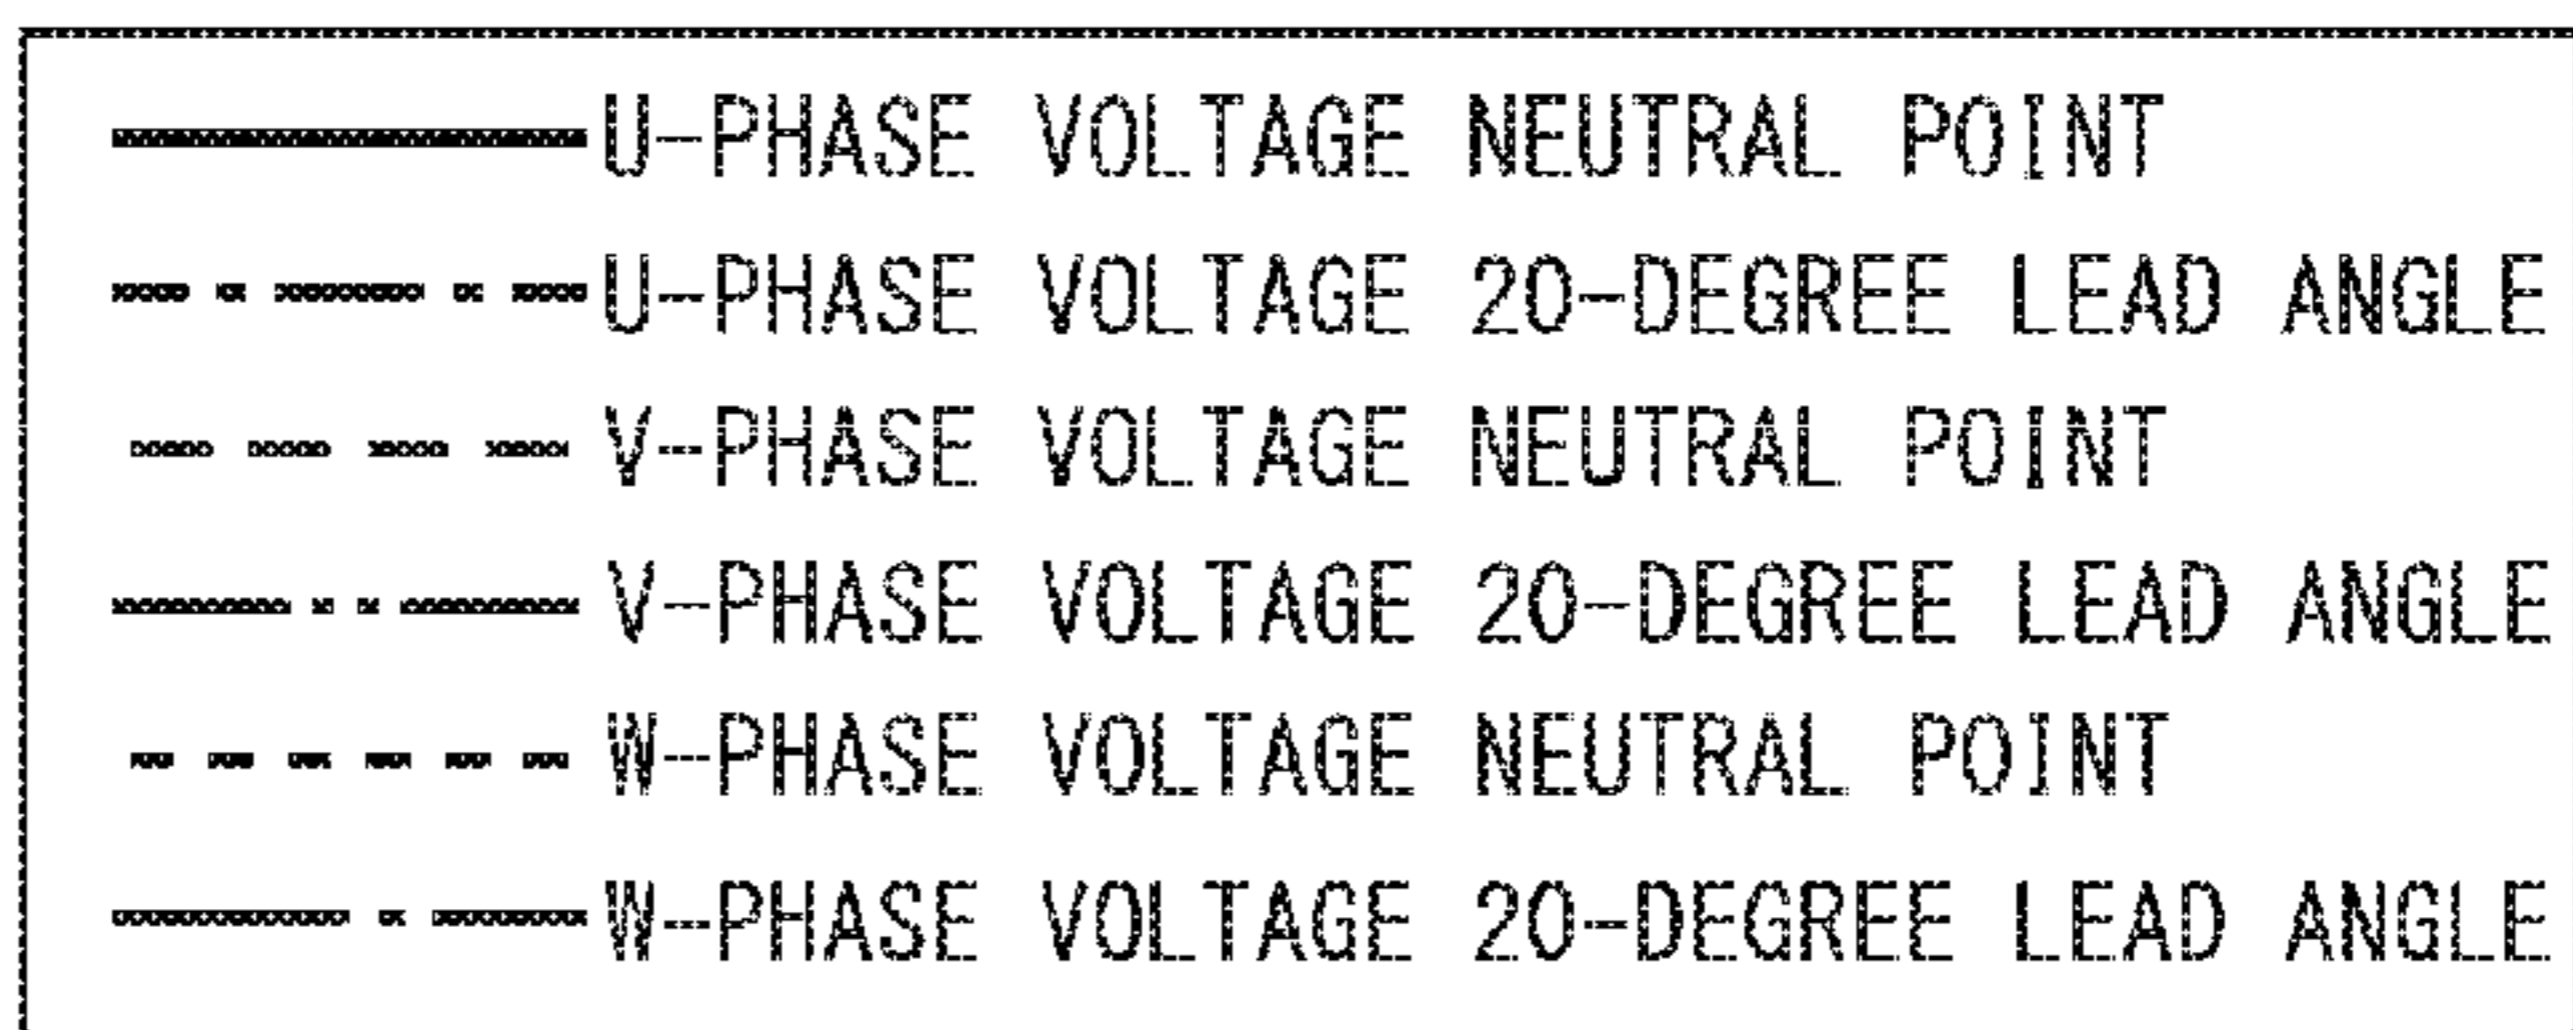 U-PHASE VOLTAGE NEUTRAL POINT
U-PHASE VOLTAGE 20-DEGREE LEAD ANGLE
V-PHASE VOLTAGE NEUTRAL POINT
V-PHASE VOLTAGE 20-DEGREE LEAD ANGLE
W-PHASE VOLTAGE NEUTRAL POINT
W-PHASE VOLTAGE 20-DEGREE LEAD ANGLE